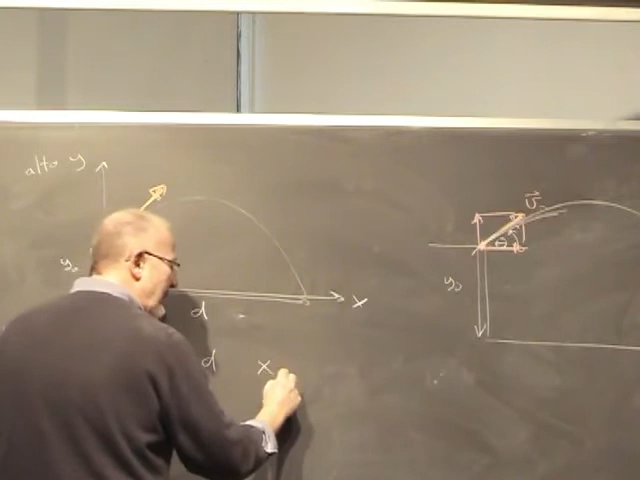 alto y
y₀
d
x
d x
v⃗₀
θ
y₀